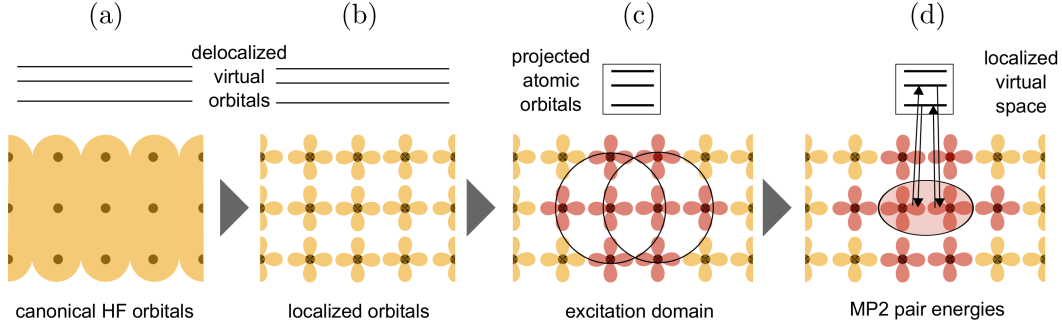 (a)
(b)
(c)
(d)
delocalized
virtual
orbitals
projected
atomic
orbitals
localized
virtual
space
canonical HF orbitals
localized orbitals
excitation domain
MP2 pair energies